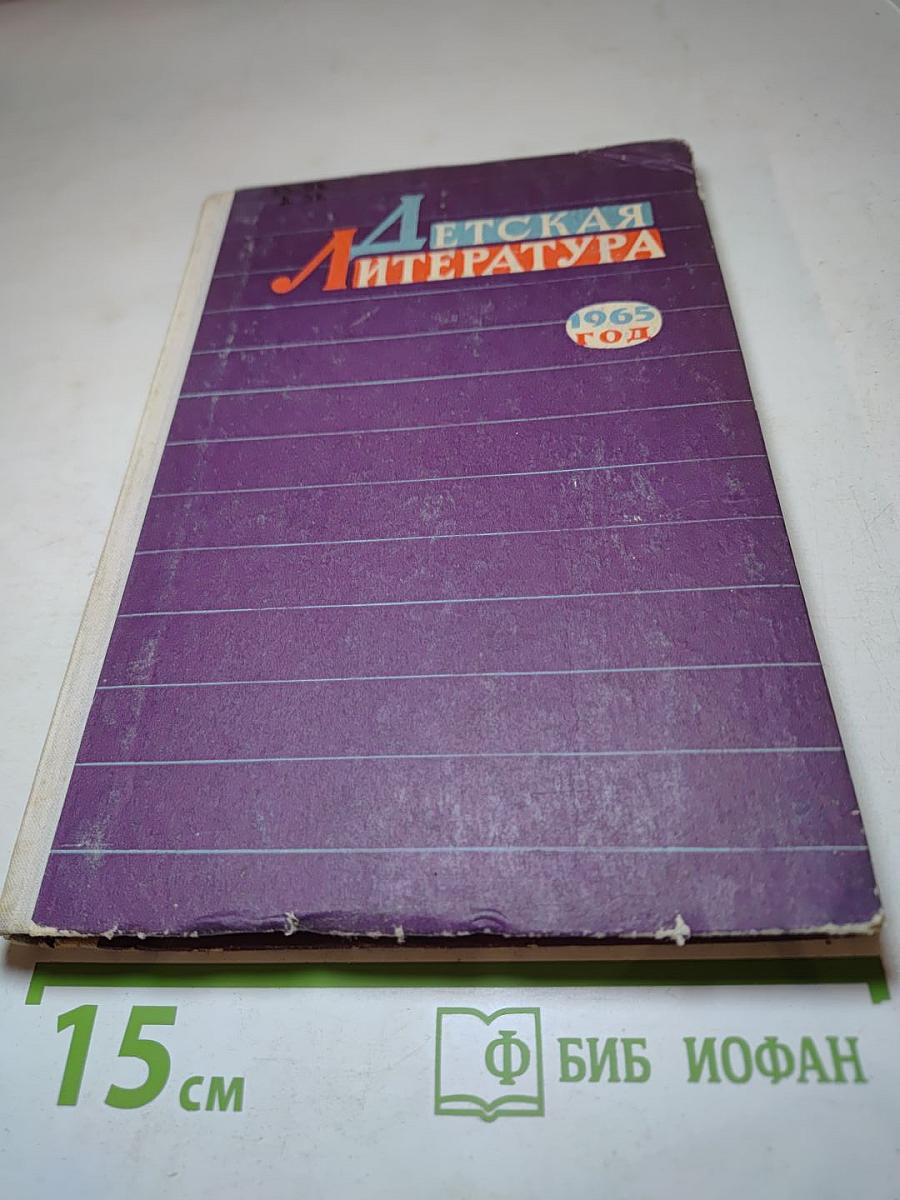 ДЕТСКАЯ
ЛИТЕРАТУРА
1965
ГОД
15 см
Ф БИБ ИОФАН